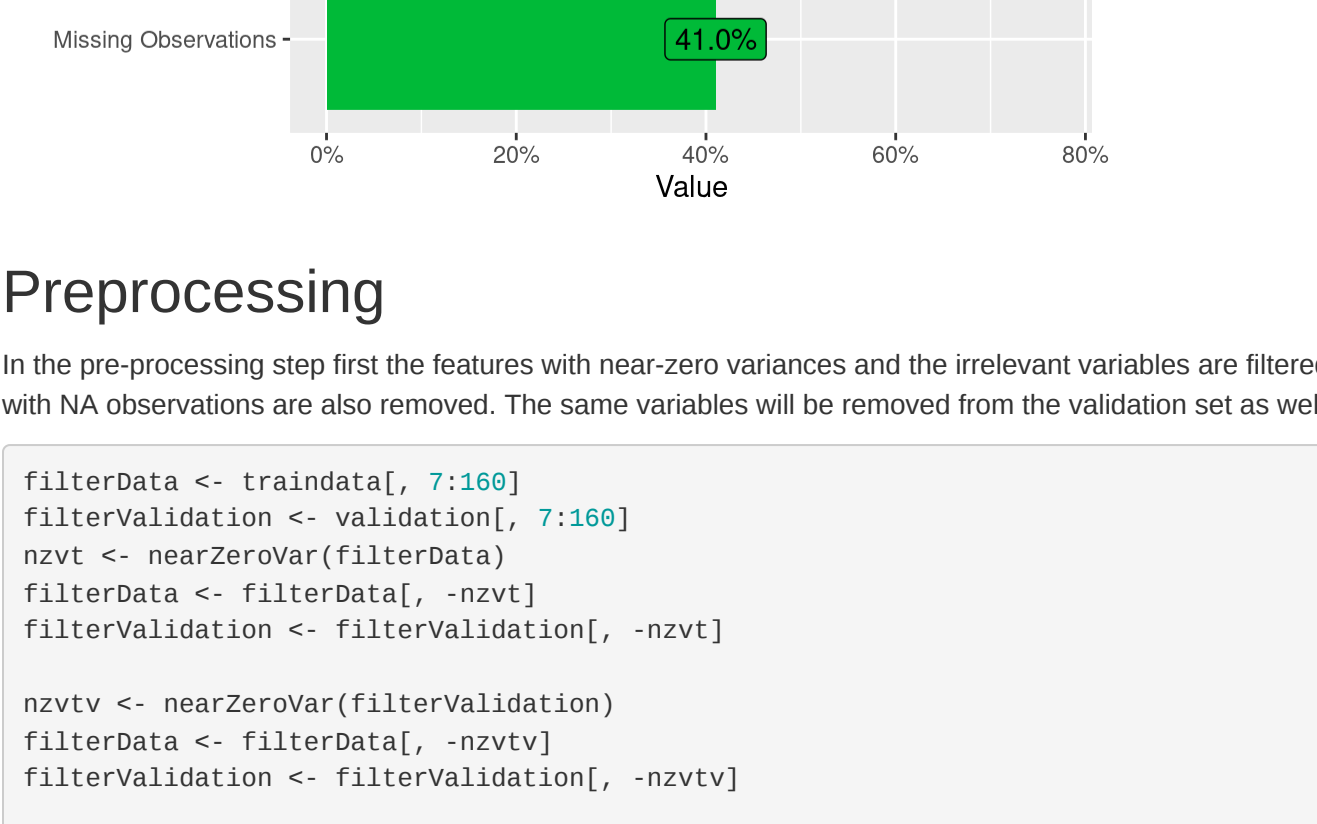 Missing Observations
41.0%
0% 20% 40% 60% 80%
Value
Preprocessing
In the pre-processing step first the features with near-zero variances and the irrelevant variables are
with NA observations are also removed. The same variables will be removed from the validation set as
filterData <- traindata[, 7:160]
filterValidation <- validation[, 7:160]
nzvt <- nearZeroVar(filterData)
filterData <- filterData[, -nzvt]
filterValidation <- filterValidation[, -nzvt]
nzvtv <- nearZeroVar(filterValidation)
filterData <- filterData[, -nzvtv]
filterValidation <- filterValidation[, -nzvtv]